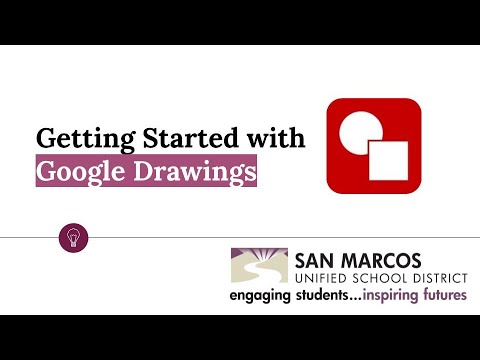 Getting Started with
Google Drawings
SAN MARCOS
UNIFIED SCHOOL DISTRICT
engaging students...inspiring futures